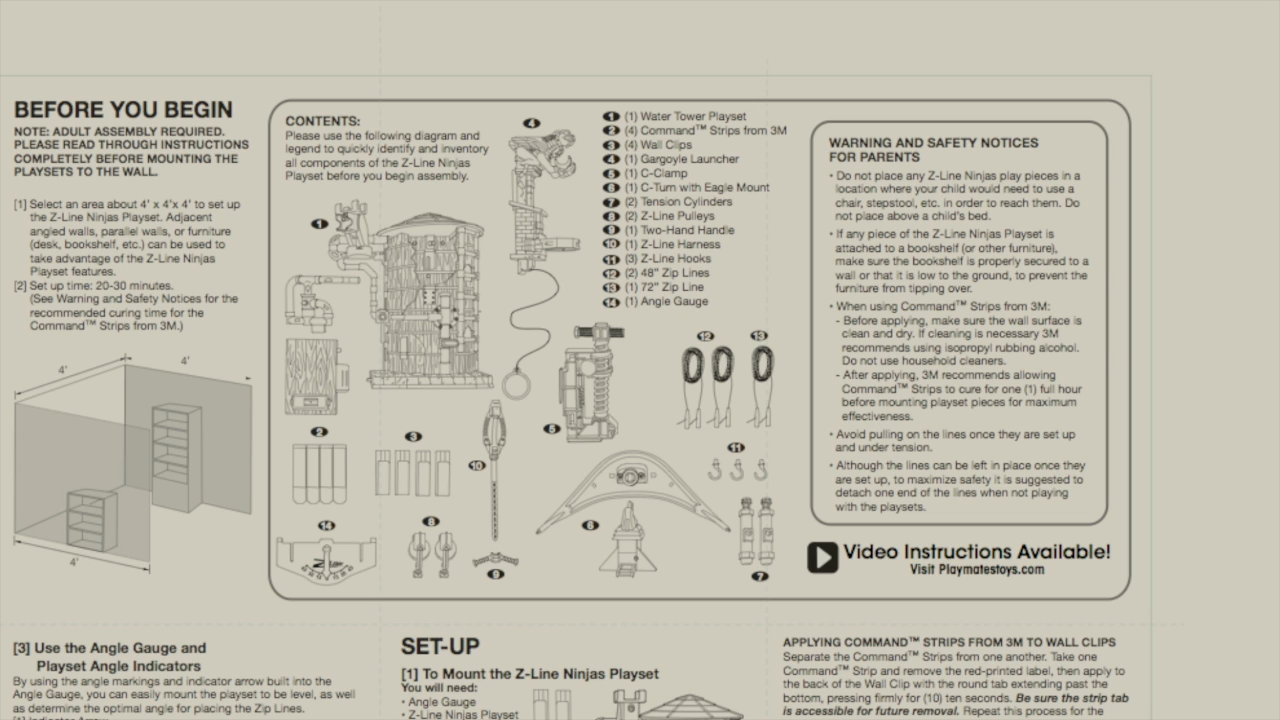 BEFORE YOU BEGIN
NOTE: ADULT ASSEMBLY REQUIRED.
PLEASE READ THROUGH INSTRUCTIONS
COMPLETELY BEFORE MOUNTING THE
PLAYSETS TO THE WALL.
[1] Select an area about 4' x 4'x 4' to set up
the Z-Line Ninjas Playset. Adjacent
angled walls, parallel walls, or furniture
(desk, bookshelf, etc.) can be used to
take advantage of the Z-Line Ninjas
Playset features.
[2] Set up time: 20-30 minutes.
(See Warning and Safety Notices for the
recommended curing time for the
Command™ Strips from 3M.)
4'
4'
4'
CONTENTS:
Please use the following diagram and
legend to quickly identify and inventory
all components of the Z-Line Ninjas
Playset before you begin assembly.
1 (1) Water Tower Playset
2 (4) Command™ Strips from 3M
3 (4) Wall Clips
4 (1) Gargoyle Launcher
5 (1) C-Clamp
6 (1) C-Turn with Eagle Mount
7 (2) Tension Cylinders
8 (2) Z-Line Pulleys
9 (1) Two-Hand Handle
10 (1) Z-Line Harness
11 (3) Z-Line Hooks
12 (2) 48" Zip Lines
13 (1) 72" Zip Line
14 (1) Angle Gauge
4
1
12
13
5
2
3
10
11
14
8
6
9
7
WARNING AND SAFETY NOTICES
FOR PARENTS
• Do not place any Z-Line Ninjas play pieces in a
location where your child would need to use a
chair, stepstool, etc. in order to reach them. Do
not place above a child's bed.
• If any piece of the Z-Line Ninjas Playset is
attached to a bookshelf (or other furniture),
make sure the bookshelf is properly secured to a
wall or that it is low to the ground, to prevent the
furniture from tipping over.
• When using Command™ Strips from 3M:
- Before applying, make sure the wall surface is
clean and dry. If cleaning is necessary 3M
recommends using isopropyl rubbing alcohol.
Do not use household cleaners.
- After applying, 3M recommends allowing
Command™ Strips to cure for one (1) full hour
before mounting playset pieces for maximum
effectiveness.
• Avoid pulling on the lines once they are set up
and under tension.
• Although the lines can be left in place once they
are set up, to maximize safety it is suggested to
detach one end of the lines when not playing
with the playsets.
Video Instructions Available!
Visit Playmatestoys.com
[3] Use the Angle Gauge and
Playset Angle Indicators
By using the angle markings and indicator arrow built into the
Angle Gauge, you can easily mount the playset to be level, as well
as determine the optimal angle for placing the Zip Lines.
SET-UP
[1] To Mount the Z-Line Ninjas Playset
You will need:
• Angle Gauge
• Z-Line Ninjas Playset
APPLYING COMMAND™ STRIPS FROM 3M TO WALL CLIPS
Separate the Command™ Strips from one another. Take one
Command™ Strip and remove the red-printed label, then apply to
the back of the Wall Clip with the round tab extending past the
bottom, pressing firmly for (10) ten seconds. Be sure the strip tab
is accessible for future removal. Repeat this process for the